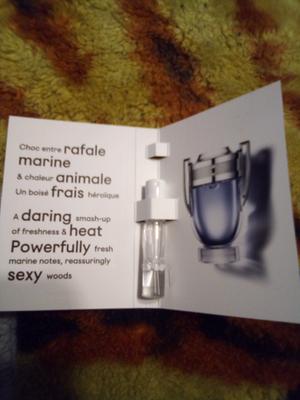 Choc entre rafale
marine
& chaleur animale
Un boisé frais héroïque
A daring smash-up
of freshness & heat
Powerfully fresh
marine notes, reassuringly
sexy woods